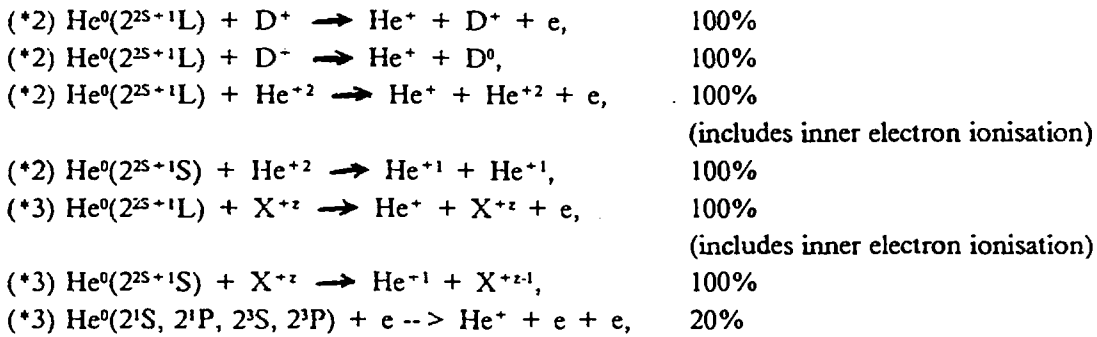 (*2) He⁰(2²ˢ⁺¹L) + D⁺ → He⁺ + D⁺ + e, 100%
(*2) He⁰(2²ˢ⁺¹L) + D⁺ → He⁺ + D⁰, 100%
(*2) He⁰(2²ˢ⁺¹L) + He⁺² → He⁺ + He⁺² + e, 100%
(includes inner electron ionisation)
(*2) He⁰(2²ˢ⁺¹S) + He⁺² → He⁺¹ + He⁺¹, 100%
(*3) He⁰(2²ˢ⁺¹L) + X⁺ᶻ → He⁺ + X⁺ᶻ + e, 100%
(includes inner electron ionisation)
(*3) He⁰(2²ˢ⁺¹S) + X⁺ᶻ → He⁺¹ + X⁺ᶻ⁻¹, 100%
(*3) He⁰(2¹S, 2¹P, 2³S, 2³P) + e --> He⁺ + e + e, 20%